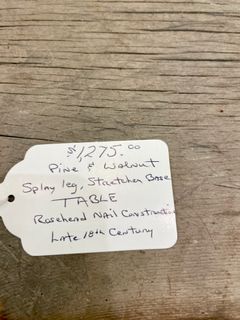 $1,275.00
Pine & Walnut
Splay leg, Stretcher Base
TABLE
Rosehead Nail Construction
Late 18th Century